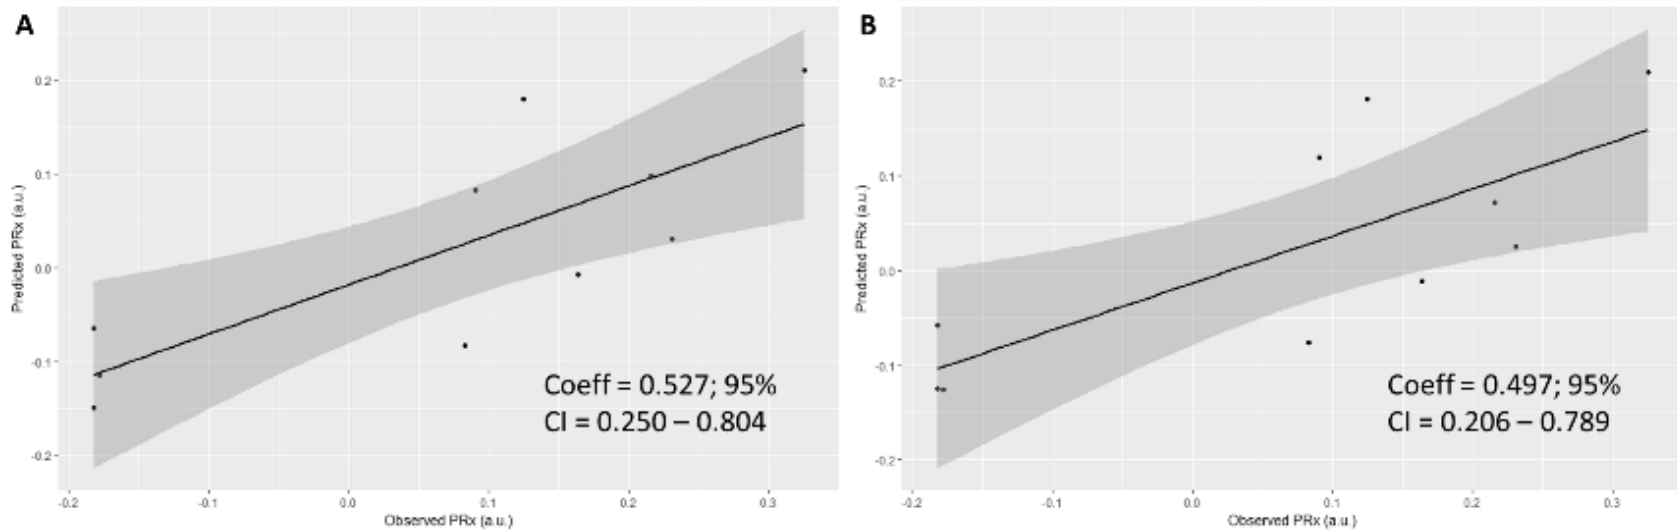 A
0.2
0.1
0.0
-0.1
-0.2
Predicted PRx (a.u.)
Coeff = 0.527; 95%
CI = 0.250 – 0.804
-0.2 -0.1 0.0 0.1 0.2 0.3
Observed PRx (a.u.)
B
0.2
0.1
0.0
-0.1
-0.2
Predicted PRx (a.u.)
Coeff = 0.497; 95%
CI = 0.206 – 0.789
-0.2 -0.1 0.0 0.1 0.2 0.3
Observed PRx (a.u.)